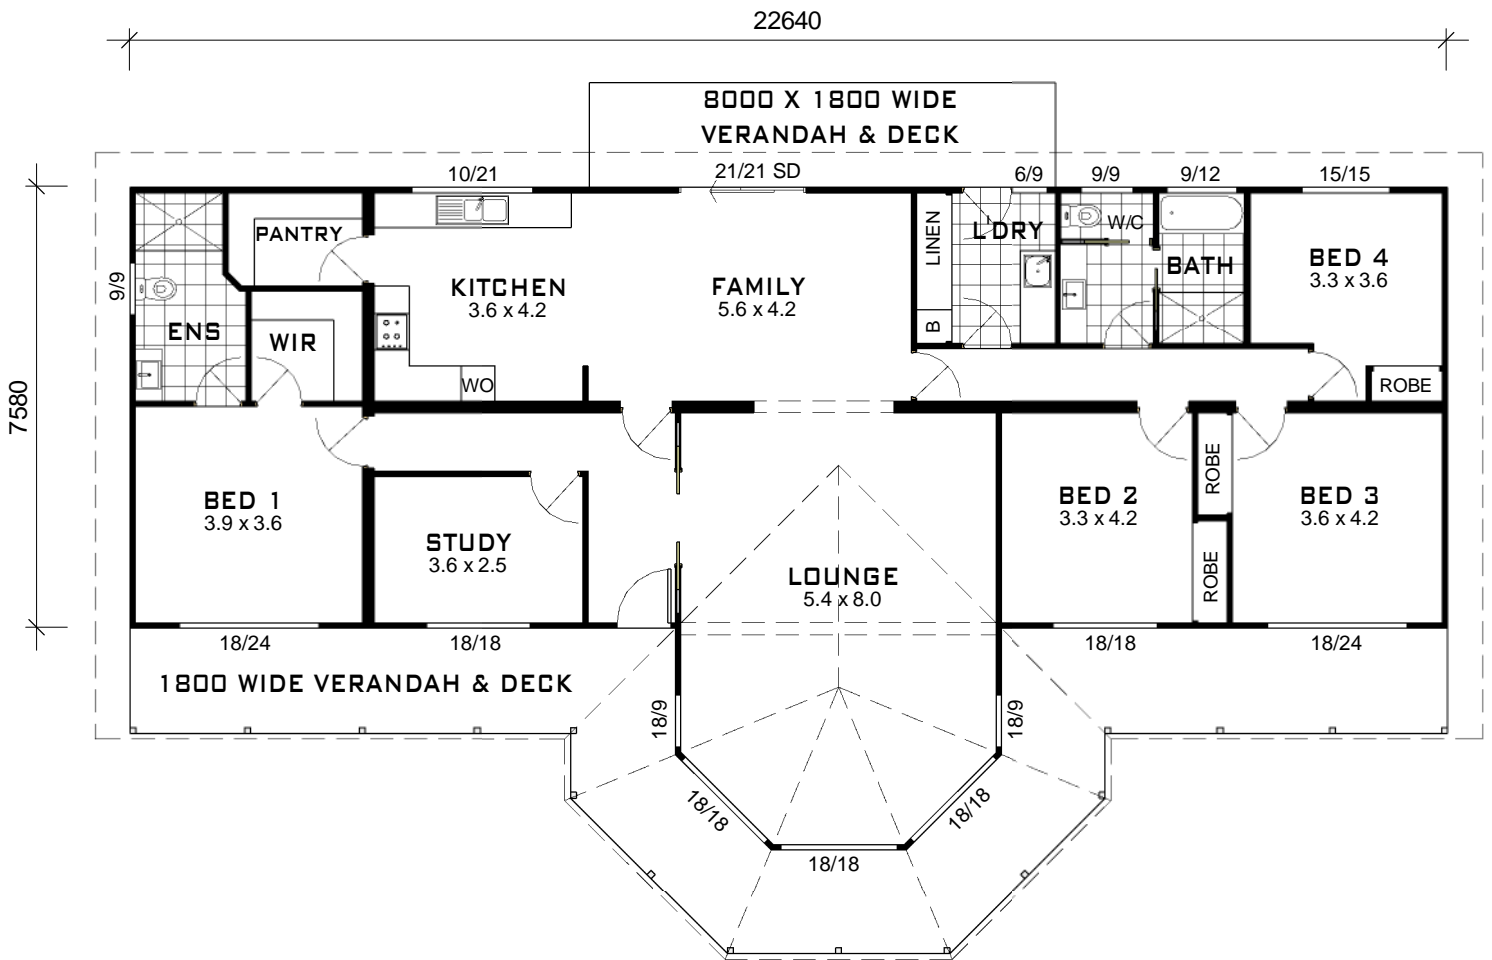 22640
8000 X 1800 WIDE
VERANDAH & DECK
10/21
21/21 SD
6/9
9/9
9/12
15/15
7580
9/9
PANTRY
ENS
WIR
KITCHEN
3.6 x 4.2
WO
FAMILY
5.6 x 4.2
LINEN
B
L'DRY
W/C
BATH
BED 4
3.3 x 3.6
ROBE
BED 1
3.9 x 3.6
STUDY
3.6 x 2.5
LOUNGE
5.4 x 8.0
BED 2
3.3 x 4.2
ROBE
ROBE
BED 3
3.6 x 4.2
18/24
18/18
18/18
18/24
1800 WIDE VERANDAH & DECK
18/9
18/9
18/18
18/18
18/18